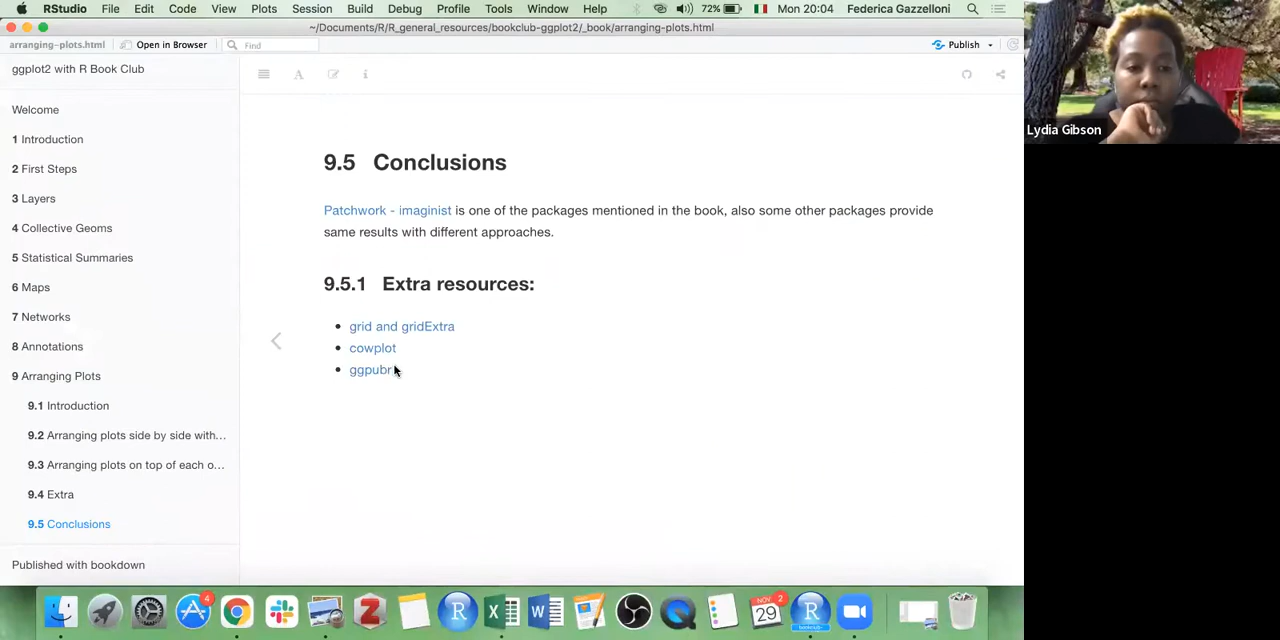 RStudio File Edit Code View Plots Session Build Debug Profile Tools Window Help 72% Mon 20:04 Federica Gazzelloni
~/Documents/R/R_general_resources/bookclub-ggplot2/_book/arranging-plots.html
arranging-plots.html Open in Browser Find Publish
ggplot2 with R Book Club
Welcome
1 Introduction
2 First Steps
3 Layers
4 Collective Geoms
5 Statistical Summaries
6 Maps
7 Networks
8 Annotations
9 Arranging Plots
9.1 Introduction
9.2 Arranging plots side by side with...
9.3 Arranging plots on top of each o...
9.4 Extra
9.5 Conclusions
Published with bookdown
9.5 Conclusions
Patchwork - imaginist is one of the packages mentioned in the book, also some other packages provide
same results with different approaches.
9.5.1 Extra resources:
• grid and gridExtra
• cowplot
• ggpubr
Lydia Gibson
4
NOV 2
29